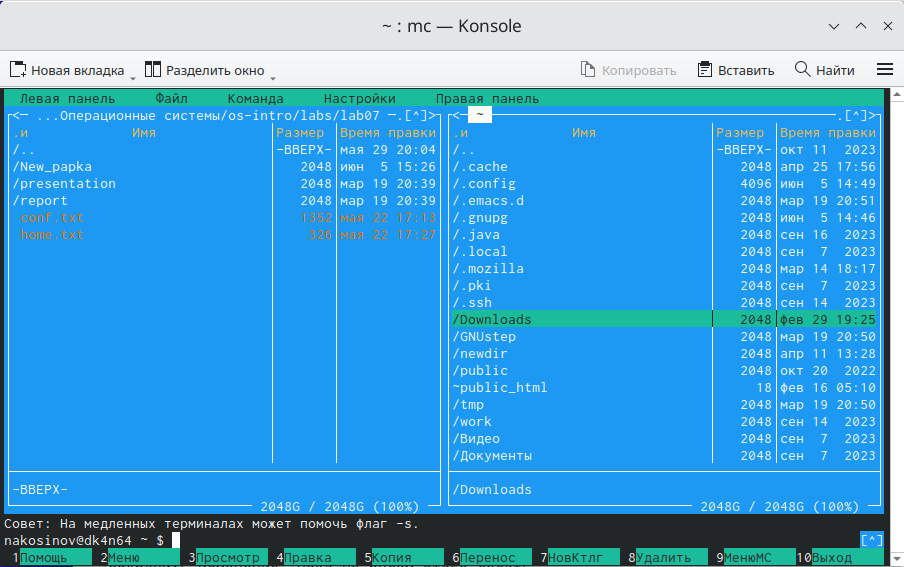 ~ : mc — Konsole
Новая вкладка Разделить окно Копировать Вставить Найти
Левая панель Файл Команда Настройки Правая панель
<— ...Операционные системы/os-intro/labs/lab07 —.[^]>
.и Имя Размер Время правки
/.. -ВВЕРХ- мая 29 20:04
/New_papka 2048 июн 5 15:26
/presentation 2048 мар 19 20:39
/report 2048 мар 19 20:39
conf.txt 1352 мая 22 17:13
home.txt 326 мая 22 17:27
-ВВЕРХ-
2048G / 2048G (100%)
<— ~ .[^]>
.и Имя Размер Время правки
/.. -ВВЕРХ- окт 11 2023
/.cache 2048 апр 25 17:56
/.config 4096 июн 5 14:49
/.emacs.d 2048 мар 19 20:51
/.gnupg 2048 июн 5 14:46
/.java 2048 сен 16 2023
/.local 2048 сен 7 2023
/.mozilla 2048 мар 14 18:17
/.pki 2048 сен 7 2023
/.ssh 2048 сен 14 2023
/Downloads 2048 фев 29 19:25
/GNUstep 2048 мар 19 20:50
/newdir 2048 апр 11 13:28
/public 2048 окт 20 2022
~public_html 18 фев 16 05:10
/tmp 2048 мар 19 20:50
/work 2048 сен 14 2023
/Видео 2048 сен 7 2023
/Документы 2048 сен 7 2023
/Downloads
2048G / 2048G (100%)
Совет: На медленных терминалах может помочь флаг -s.
nakosinov@dk4n64 ~ $ [^]
1Помощь 2Меню 3Просмотр 4Правка 5Копия 6Перенос 7НовКтлг 8Удалить 9МенюМС 10Выход